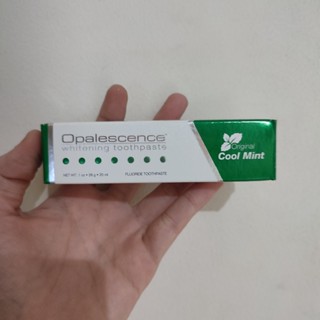 Opalescence
whitening toothpaste
Original
Cool Mint
FLUORIDE TOOTHPASTE